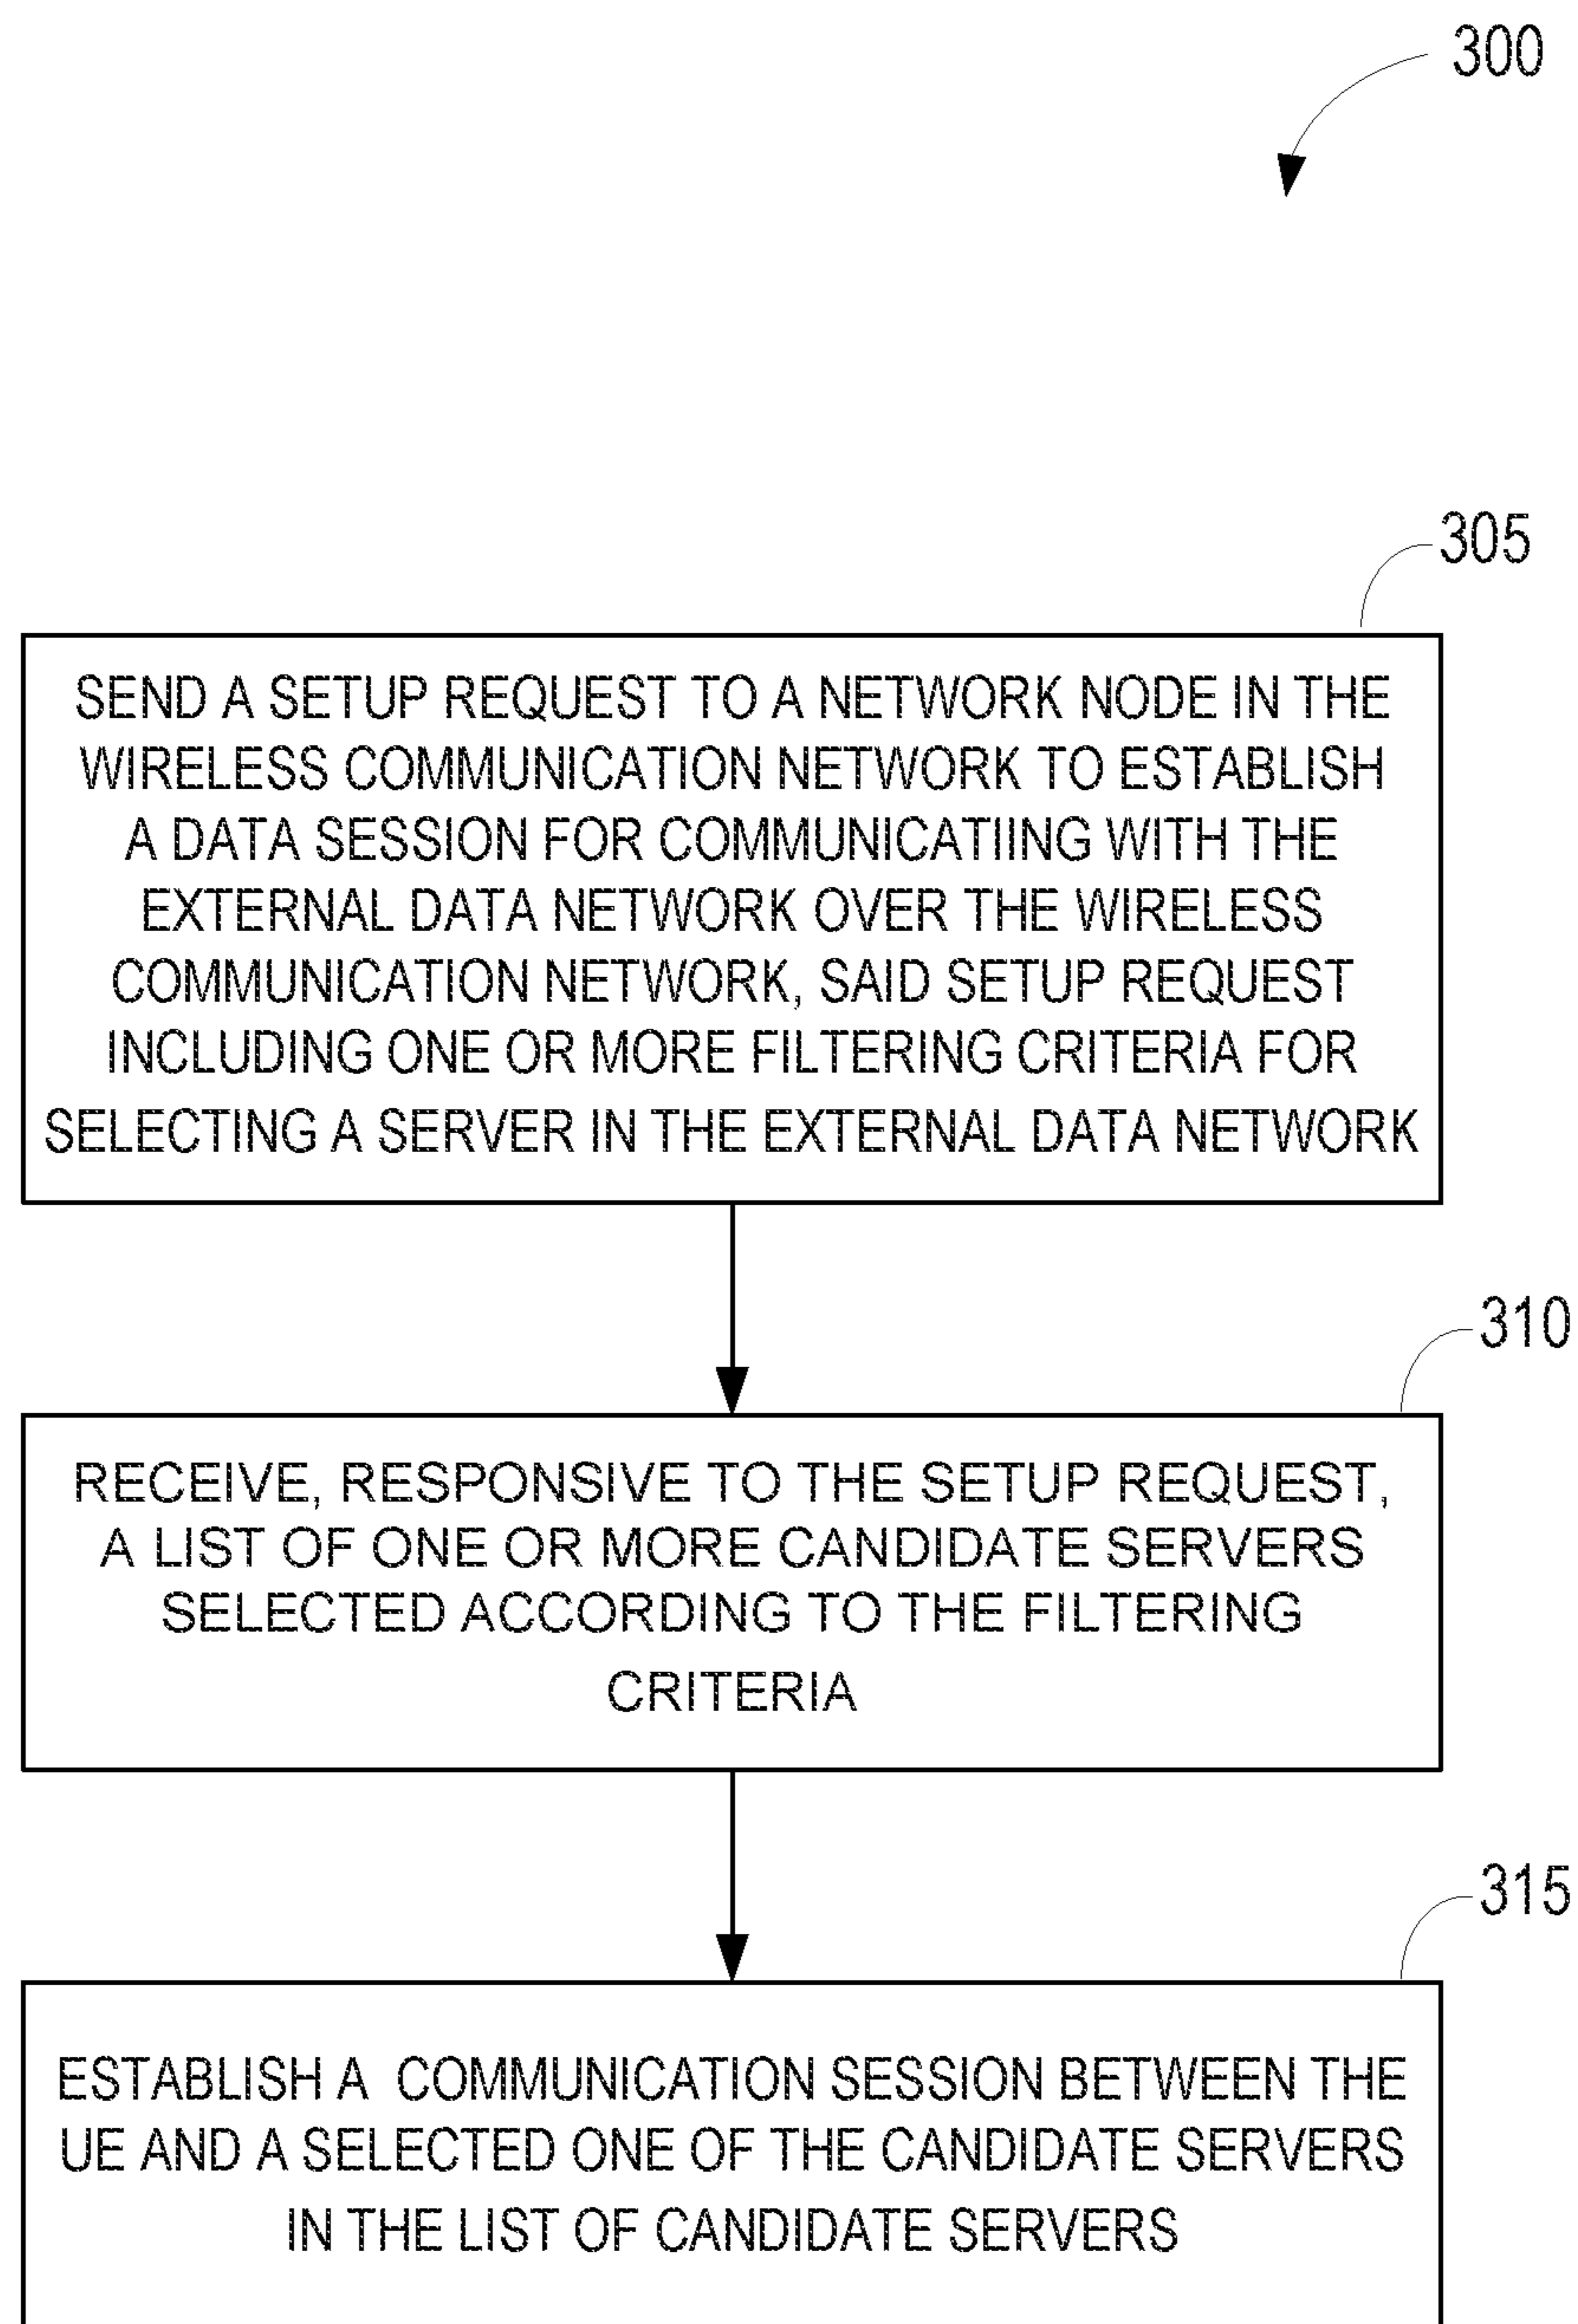 300
305
SEND A SETUP REQUEST TO A NETWORK NODE IN THE
WIRELESS COMMUNICATION NETWORK TO ESTABLISH
A DATA SESSION FOR COMMUNICATIING WITH THE
EXTERNAL DATA NETWORK OVER THE WIRELESS
COMMUNICATION NETWORK, SAID SETUP REQUEST
INCLUDING ONE OR MORE FILTERING CRITERIA FOR
SELECTING A SERVER IN THE EXTERNAL DATA NETWORK
310
RECEIVE, RESPONSIVE TO THE SETUP REQUEST,
A LIST OF ONE OR MORE CANDIDATE SERVERS
SELECTED ACCORDING TO THE FILTERING
CRITERIA
315
ESTABLISH A COMMUNICATION SESSION BETWEEN THE
UE AND A SELECTED ONE OF THE CANDIDATE SERVERS
IN THE LIST OF CANDIDATE SERVERS